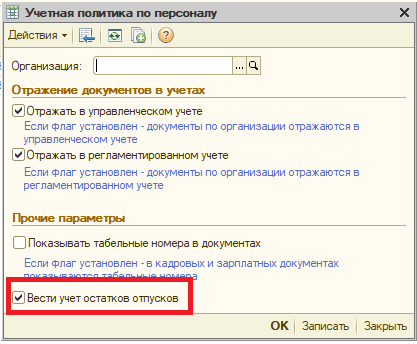 Учетная политика по персоналу
Действия
Организация:
...
Отражение документов в учетах
Отражать в управленческом учете
Если флаг установлен - документы по организации отражаются в
управленческом учете
Отражать в регламентированном учете
Если флаг установлен - документы по организации отражаются в
регламентированном учете
Прочие параметры
Показывать табельные номера в документах
Если флаг установлен - в кадровых и зарплатных документах
показываются табельные номера
Вести учет остатков отпусков
OK Записать Закрыть